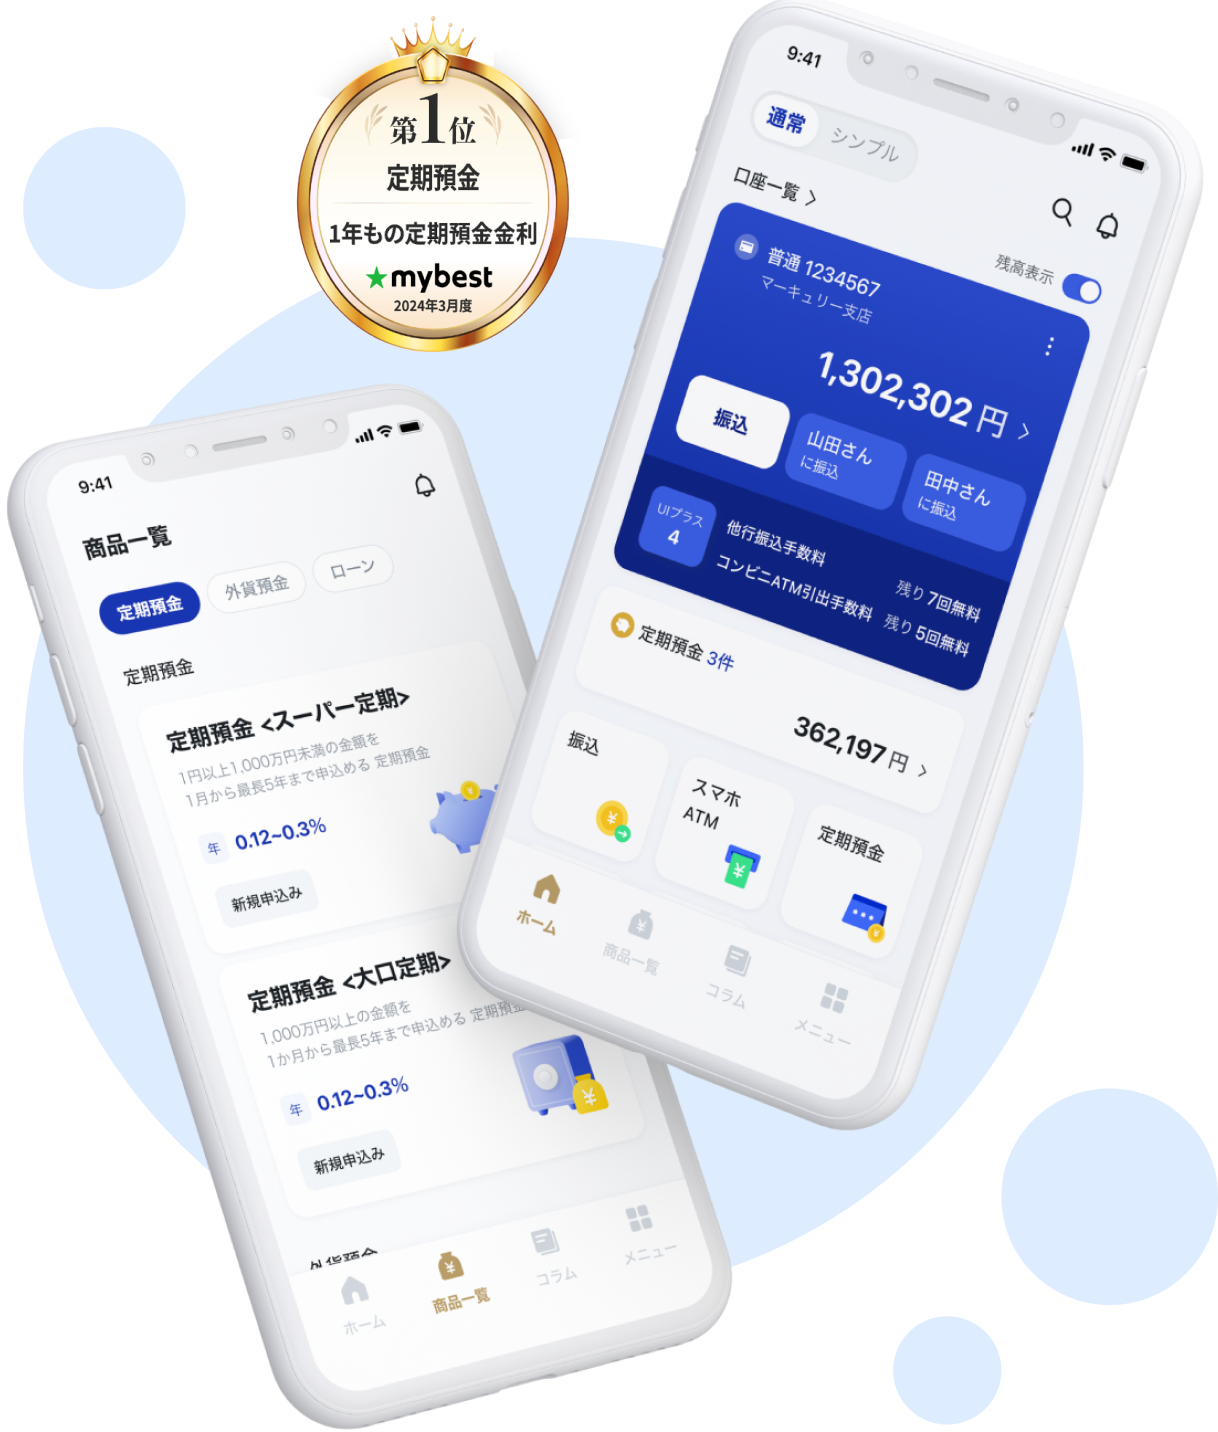 第1位
定期預金
1年もの定期預金金利
mybest
2024年3月度
9:41
通常
シンプル
口座一覧
残高表示
普通 1234567
マーキュリー支店
1,302,302 円
振込
山田さん
に振込
田中さん
に振込
UIプラス
4
他行振込手数料
残り 7回無料
コンビニATM引出手数料
残り 5回無料
定期預金 3件
362,197 円
振込
スマホ
ATM
定期預金
ホーム
商品一覧
コラム
メニュー
9:41
商品一覧
定期預金
外貨預金
ローン
定期預金
定期預金 <スーパー定期>
1円以上1,000万円未満の金額を
1月から最長5年まで申込める 定期預金
年
0.12~0.3%
新規申込み
定期預金 <大口定期>
1,000万円以上の金額を
1か月から最長5年まで申込める 定期預金
年
0.12~0.3%
新規申込み
外貨預金
ホーム
商品一覧
コラム
メニュー